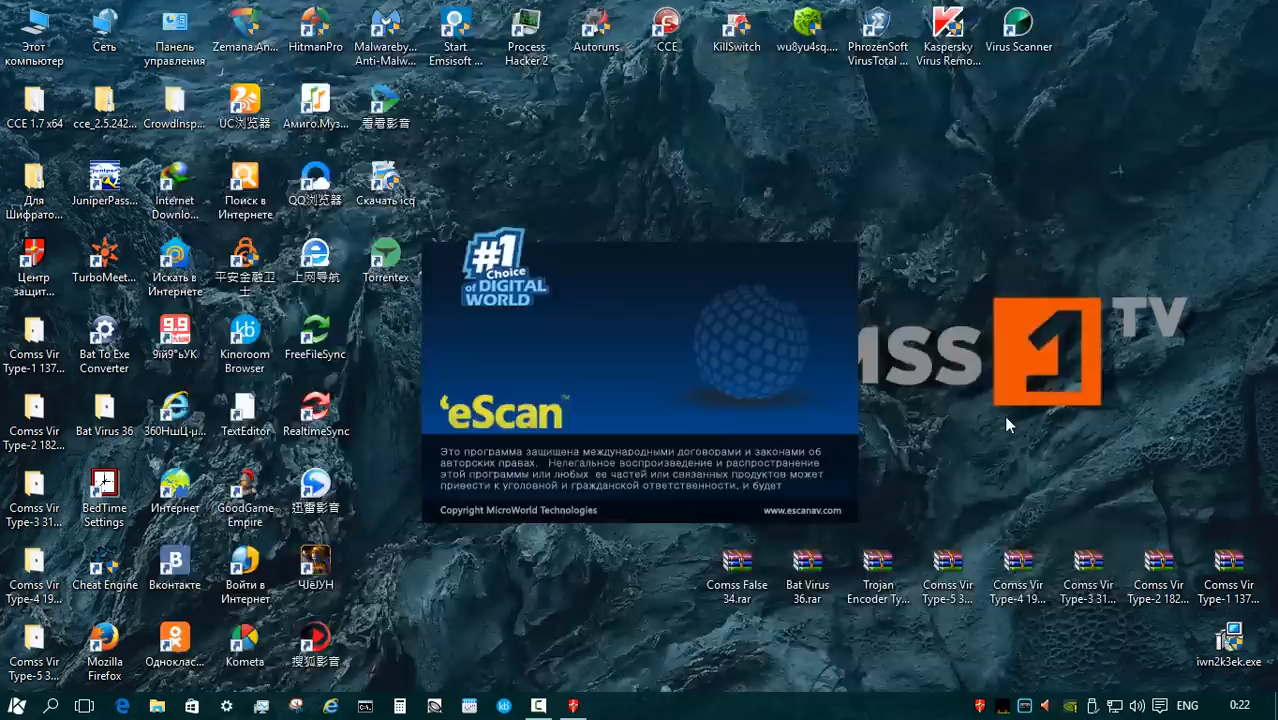 Этот
компьютер
Сеть
Панель
управления
Zemana.An...
HitmanPro
Malwareby...
Anti-Malw...
Start
Emsisoft ...
Process
Hacker 2
Autoruns
CCE
KillSwitch
wu8yu4sq....
PhrozenSoft
VirusTotal ...
Kaspersky
Virus Remo...
Virus Scanner
CCE 1.7 x64
cce_2.5.242...
CrowdInsp...
UC浏览器
Амиго.Муз...
看看影音
Для
Шифрато...
JuniperPass...
Internet
Downlo...
Поиск в
Интернете
QQ浏览器
Скачать icq
Центр
защит...
TurboMeet...
Искать в
Интернете
平安金融卫
士
上网导航
Torrentex
Comss Vir
Type-1 137...
Bat To Exe
Converter
9.9
Kinoroom
Browser
FreeFileSync
Comss Vir
Type-2 182...
Bat Virus 36
TextEditor
RealtimeSync
Comss Vir
Type-3 31...
BedTime
Settings
Интернет
GoodGame
Empire
迅雷影音
Comss Vir
Type-4 19...
Cheat Engine
Вконтакте
Войти в
Интернет
Comss Vir
Type-5 3...
Mozilla
Firefox
Одноклас...
Kometa
搜狐影音
#1
Choice
of DIGITAL
WORLD
eScan™
Это программа защищена международными договорами и законами об
авторских правах. Нелегальное воспроизведение и распространение
этой программы или любых ее частей или связанных продуктов может
привести к уголовной и гражданской ответственности, и будет
Copyright MicroWorld Technologies
www.escanav.com
MSS 1 TV
Comss False
34.rar
Bat Virus
36.rar
Trojan
Encoder Ty...
Comss Vir
Type-5 3...
Comss Vir
Type-4 19...
Comss Vir
Type-3 31...
Comss Vir
Type-2 182...
Comss Vir
Type-1 137...
iwn2k3ek.exe
ENG
0:22